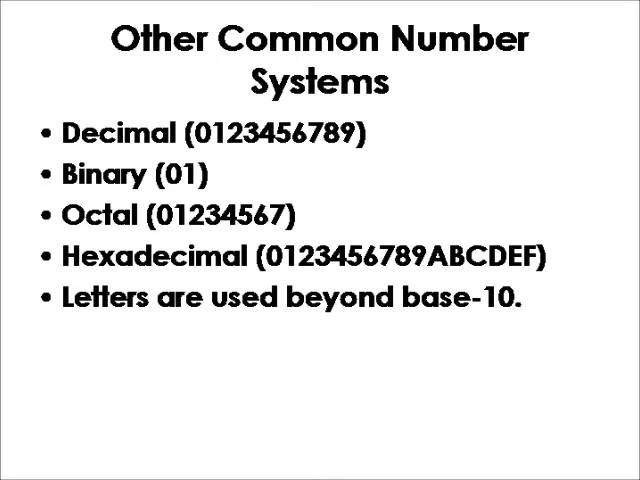 Other Common Number
Systems
• Decimal (0123456789)
• Binary (01)
• Octal (01234567)
• Hexadecimal (0123456789ABCDEF)
• Letters are used beyond base-10.